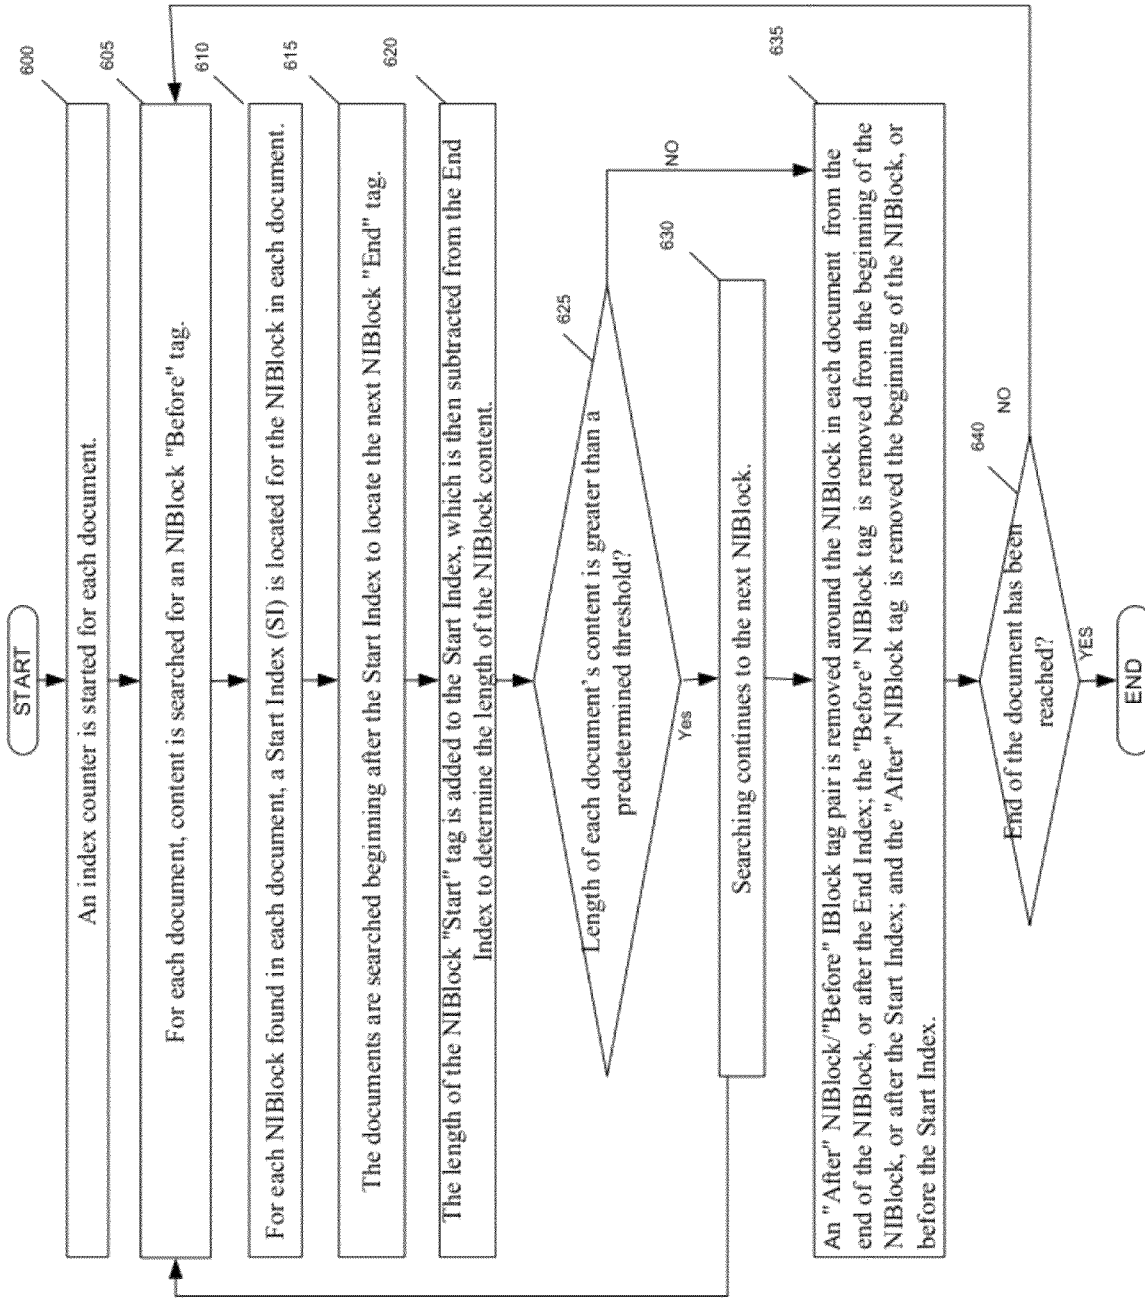 START
600
An index counter is started for each document.
605
For each document, content is searched for an NIBlock "Before" tag.
610
For each NIBlock found in each document, a Start Index (SI) is located for the NIBlock in each document.
615
The documents are searched beginning after the Start Index to locate the next NIBlock "End" tag.
620
The length of the NIBlock "Start" tag is added to the Start Index, which is then subtracted from the End
Index to determine the length of the NIBlock content.
625
Length of each document's content is greater than a
predetermined threshold?
NO
Yes
630
Searching continues to the next NIBlock.
635
An "After" NIBlock/"Before" IBlock tag pair is removed around the NIBlock in each document from the
end of the NIBlock, or after the End Index; the "Before" NIBlock tag is removed from the beginning of the
NIBlock, or after the Start Index; and the "After" NIBlock tag is removed the beginning of the NIBlock, or
before the Start Index.
640
End of the document has been
reached?
NO
YES
END